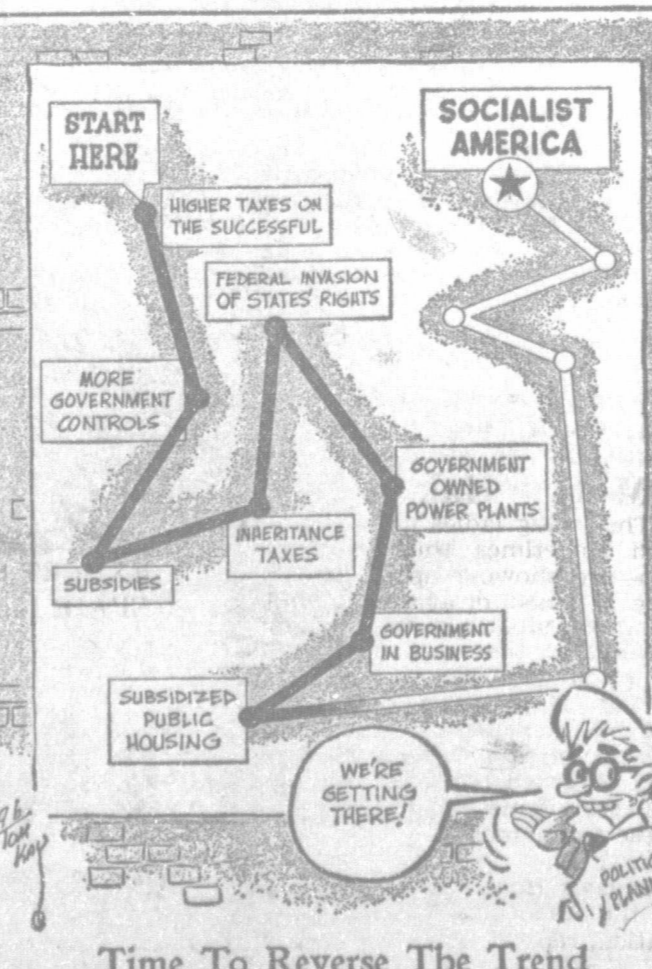 START
HERE
SOCIALIST
AMERICA
HIGHER TAXES ON
THE SUCCESSFUL
FEDERAL INVASION
OF STATES' RIGHTS
MORE
GOVERNMENT
CONTROLS
GOVERNMENT
OWNED
POWER PLANTS
INHERITANCE
TAXES
SUBSIDIES
GOVERNMENT
IN BUSINESS
SUBSIDIZED
PUBLIC
HOUSING
WE'RE
GETTING
THERE!
Time To Reverse The Trend